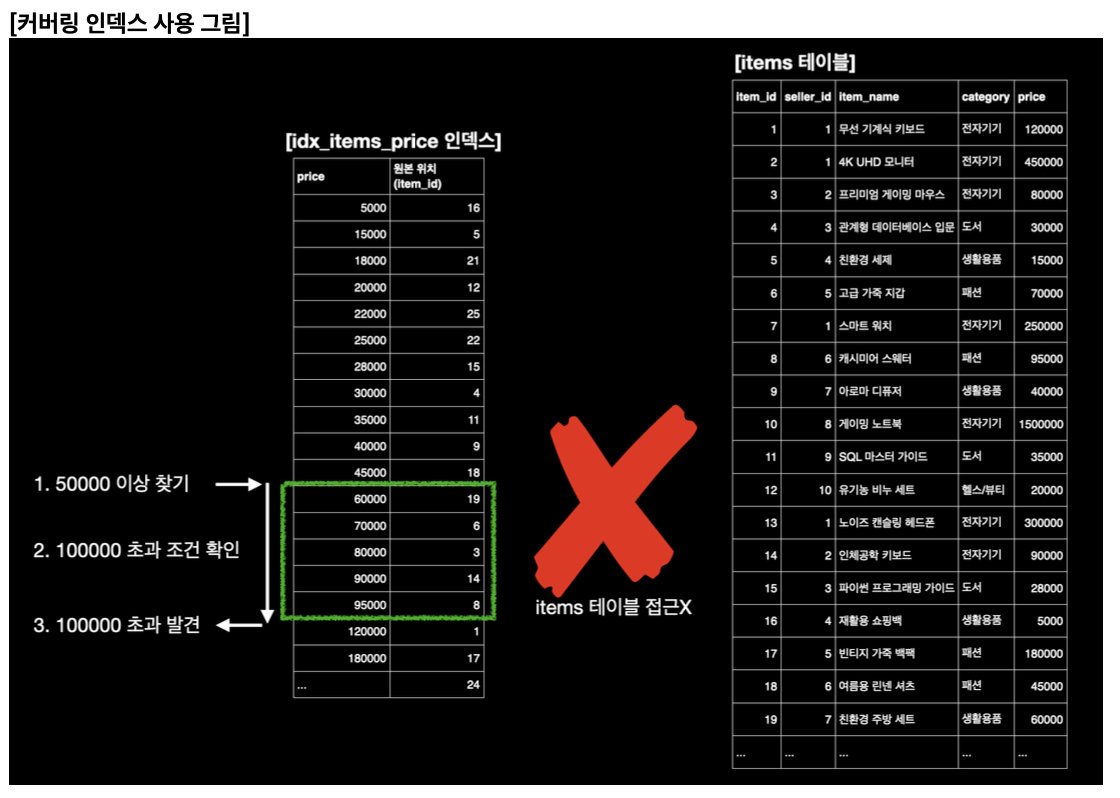 [커버링 인덱스 사용 그림]
[idx_items_price 인덱스]
price 원본 위치
(item_id)
5000 16
15000 5
18000 21
20000 12
22000 25
25000 22
28000 15
30000 4
35000 11
40000 9
45000 18
60000 19
70000 6
80000 3
90000 14
95000 8
120000 1
180000 17
... 24
1. 50000 이상 찾기
2. 100000 초과 조건 확인
3. 100000 초과 발견
items 테이블 접근X
[items 테이블]
item_id seller_id item_name category price
1 1 무선 기계식 키보드 전자기기 120000
2 1 4K UHD 모니터 전자기기 450000
3 2 프리미엄 게이밍 마우스 전자기기 80000
4 3 관계형 데이터베이스 입문 도서 30000
5 4 친환경 세제 생활용품 15000
6 5 고급 가죽 지갑 패션 70000
7 1 스마트 워치 전자기기 250000
8 6 캐시미어 스웨터 패션 95000
9 7 아로마 디퓨저 생활용품 40000
10 8 게이밍 노트북 전자기기 1500000
11 9 SQL 마스터 가이드 도서 35000
12 10 유기농 비누 세트 헬스/뷰티 20000
13 1 노이즈 캔슬링 헤드폰 전자기기 300000
14 2 인체공학 키보드 전자기기 90000
15 3 파이썬 프로그래밍 가이드 도서 28000
16 4 재활용 쇼핑백 생활용품 5000
17 5 빈티지 가죽 백팩 패션 180000
18 6 여름용 린넨 셔츠 패션 45000
19 7 친환경 주방 세트 생활용품 60000
... ... ... ... ...